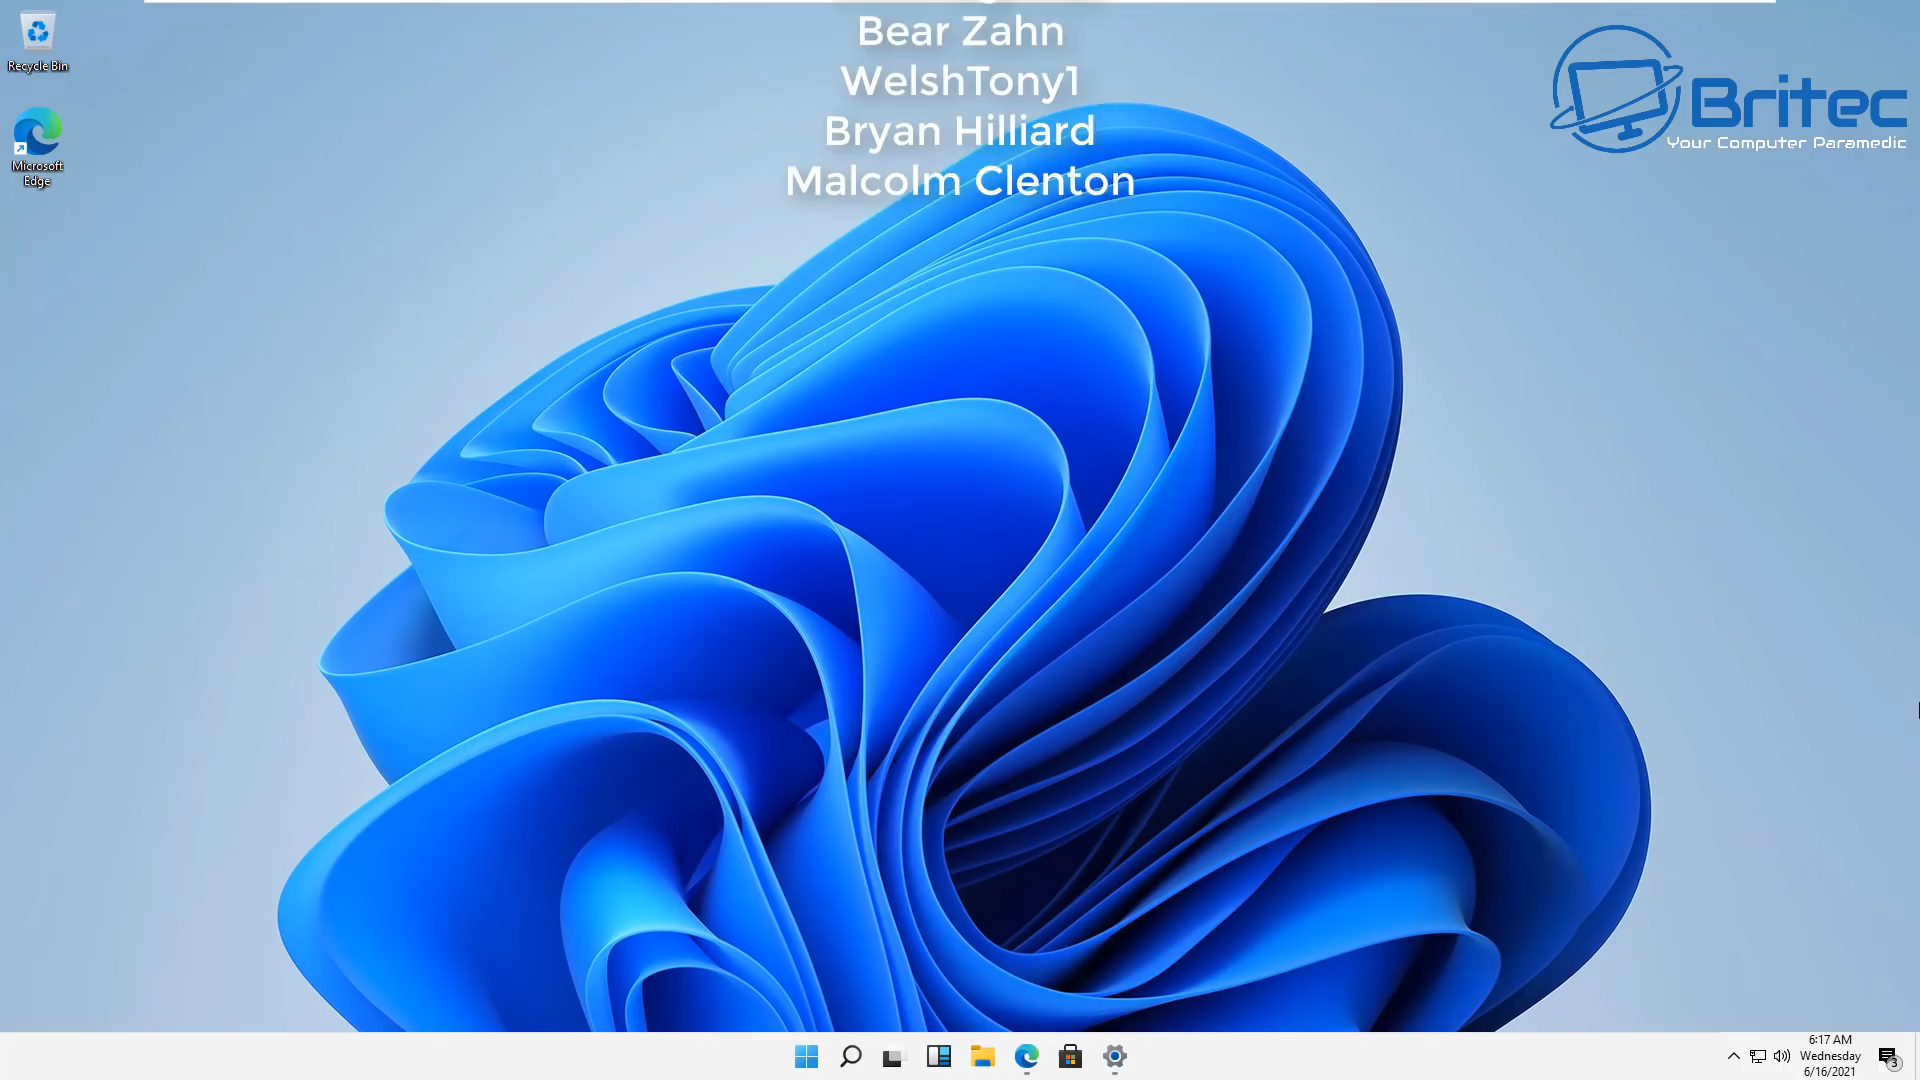 Bear Zahn
WelshTony1
Bryan Hilliard
Malcolm Clenton
Britec
Your Computer Paramedic
Recycle Bin
Microsoft
Edge
6:17 AM
Wednesday
6/16/2021
3